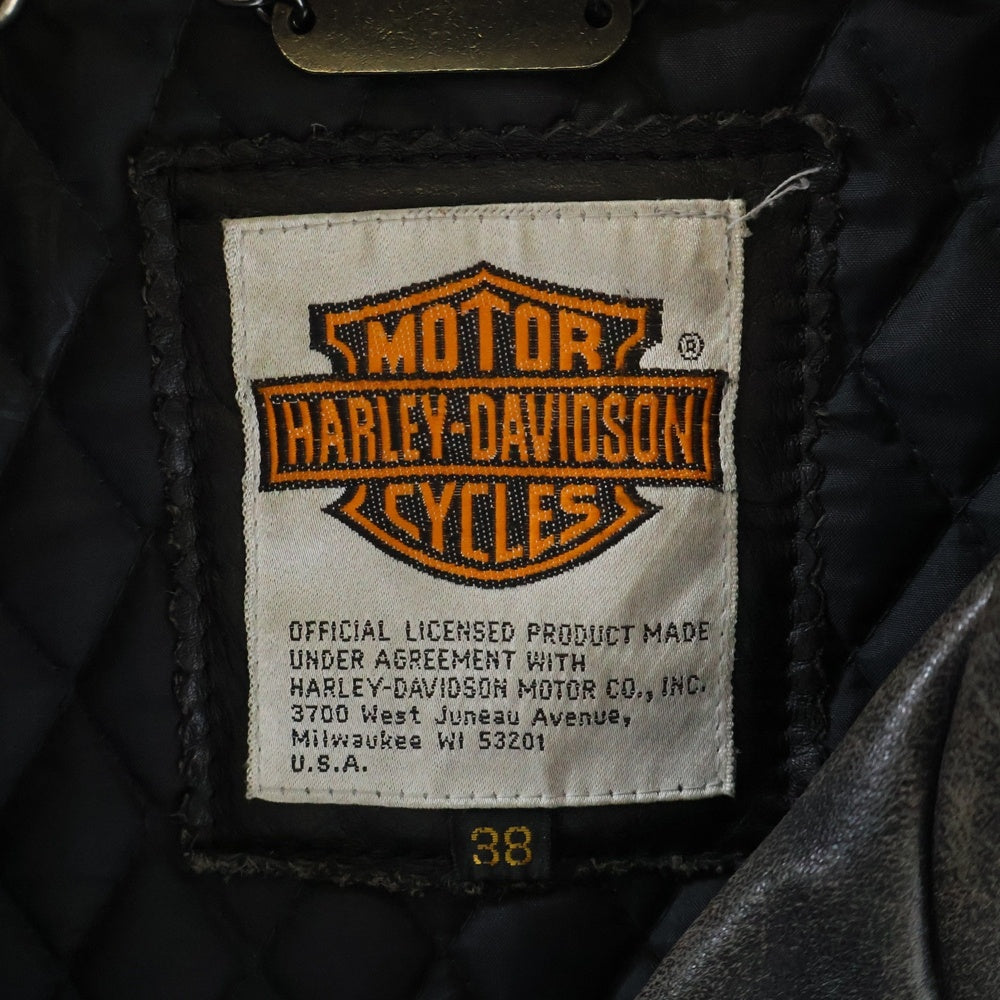 MOTOR
®
HARLEY-DAVIDSON
CYCLES
OFFICIAL LICENSED PRODUCT MADE
UNDER AGREEMENT WITH
HARLEY-DAVIDSON MOTOR CO., INC.
3700 West Juneau Avenue,
Milwaukee WI 53201
U.S.A.
38